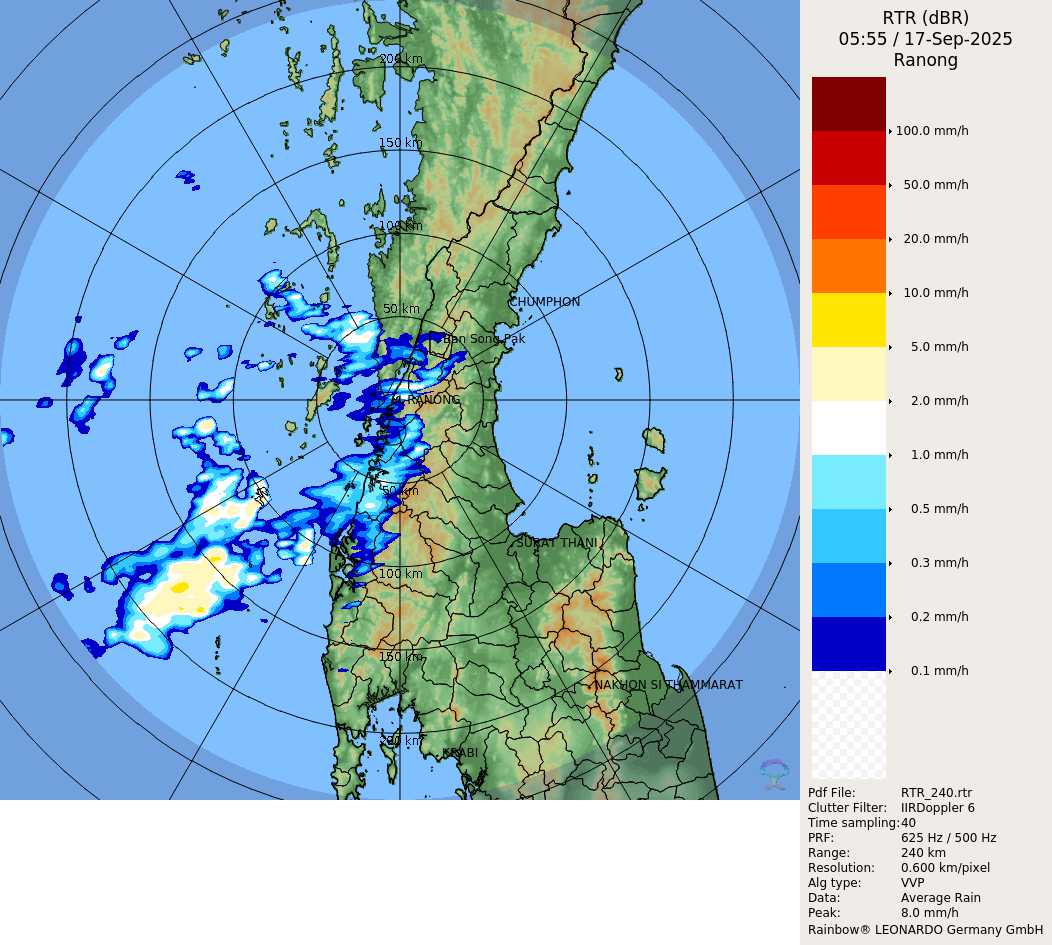 RTR (dBR)
05:55 / 17-Sep-2025
Ranong
200 km
150 km
100 km
50 km
CHUMPHON
Ban Song Pak
RANONG
50 km
SURAT THANI
100 km
150 km
NAKHON SI THAMMARAT
200 km
KRABI
100.0 mm/h
50.0 mm/h
20.0 mm/h
10.0 mm/h
5.0 mm/h
2.0 mm/h
1.0 mm/h
0.5 mm/h
0.3 mm/h
0.2 mm/h
0.1 mm/h
Pdf File: RTR_240.rtr
Clutter Filter: IIRDoppler 6
Time sampling: 40
PRF: 625 Hz / 500 Hz
Range: 240 km
Resolution: 0.600 km/pixel
Alg type: VVP
Data: Average Rain
Peak: 8.0 mm/h
Rainbow® LEONARDO Germany GmbH